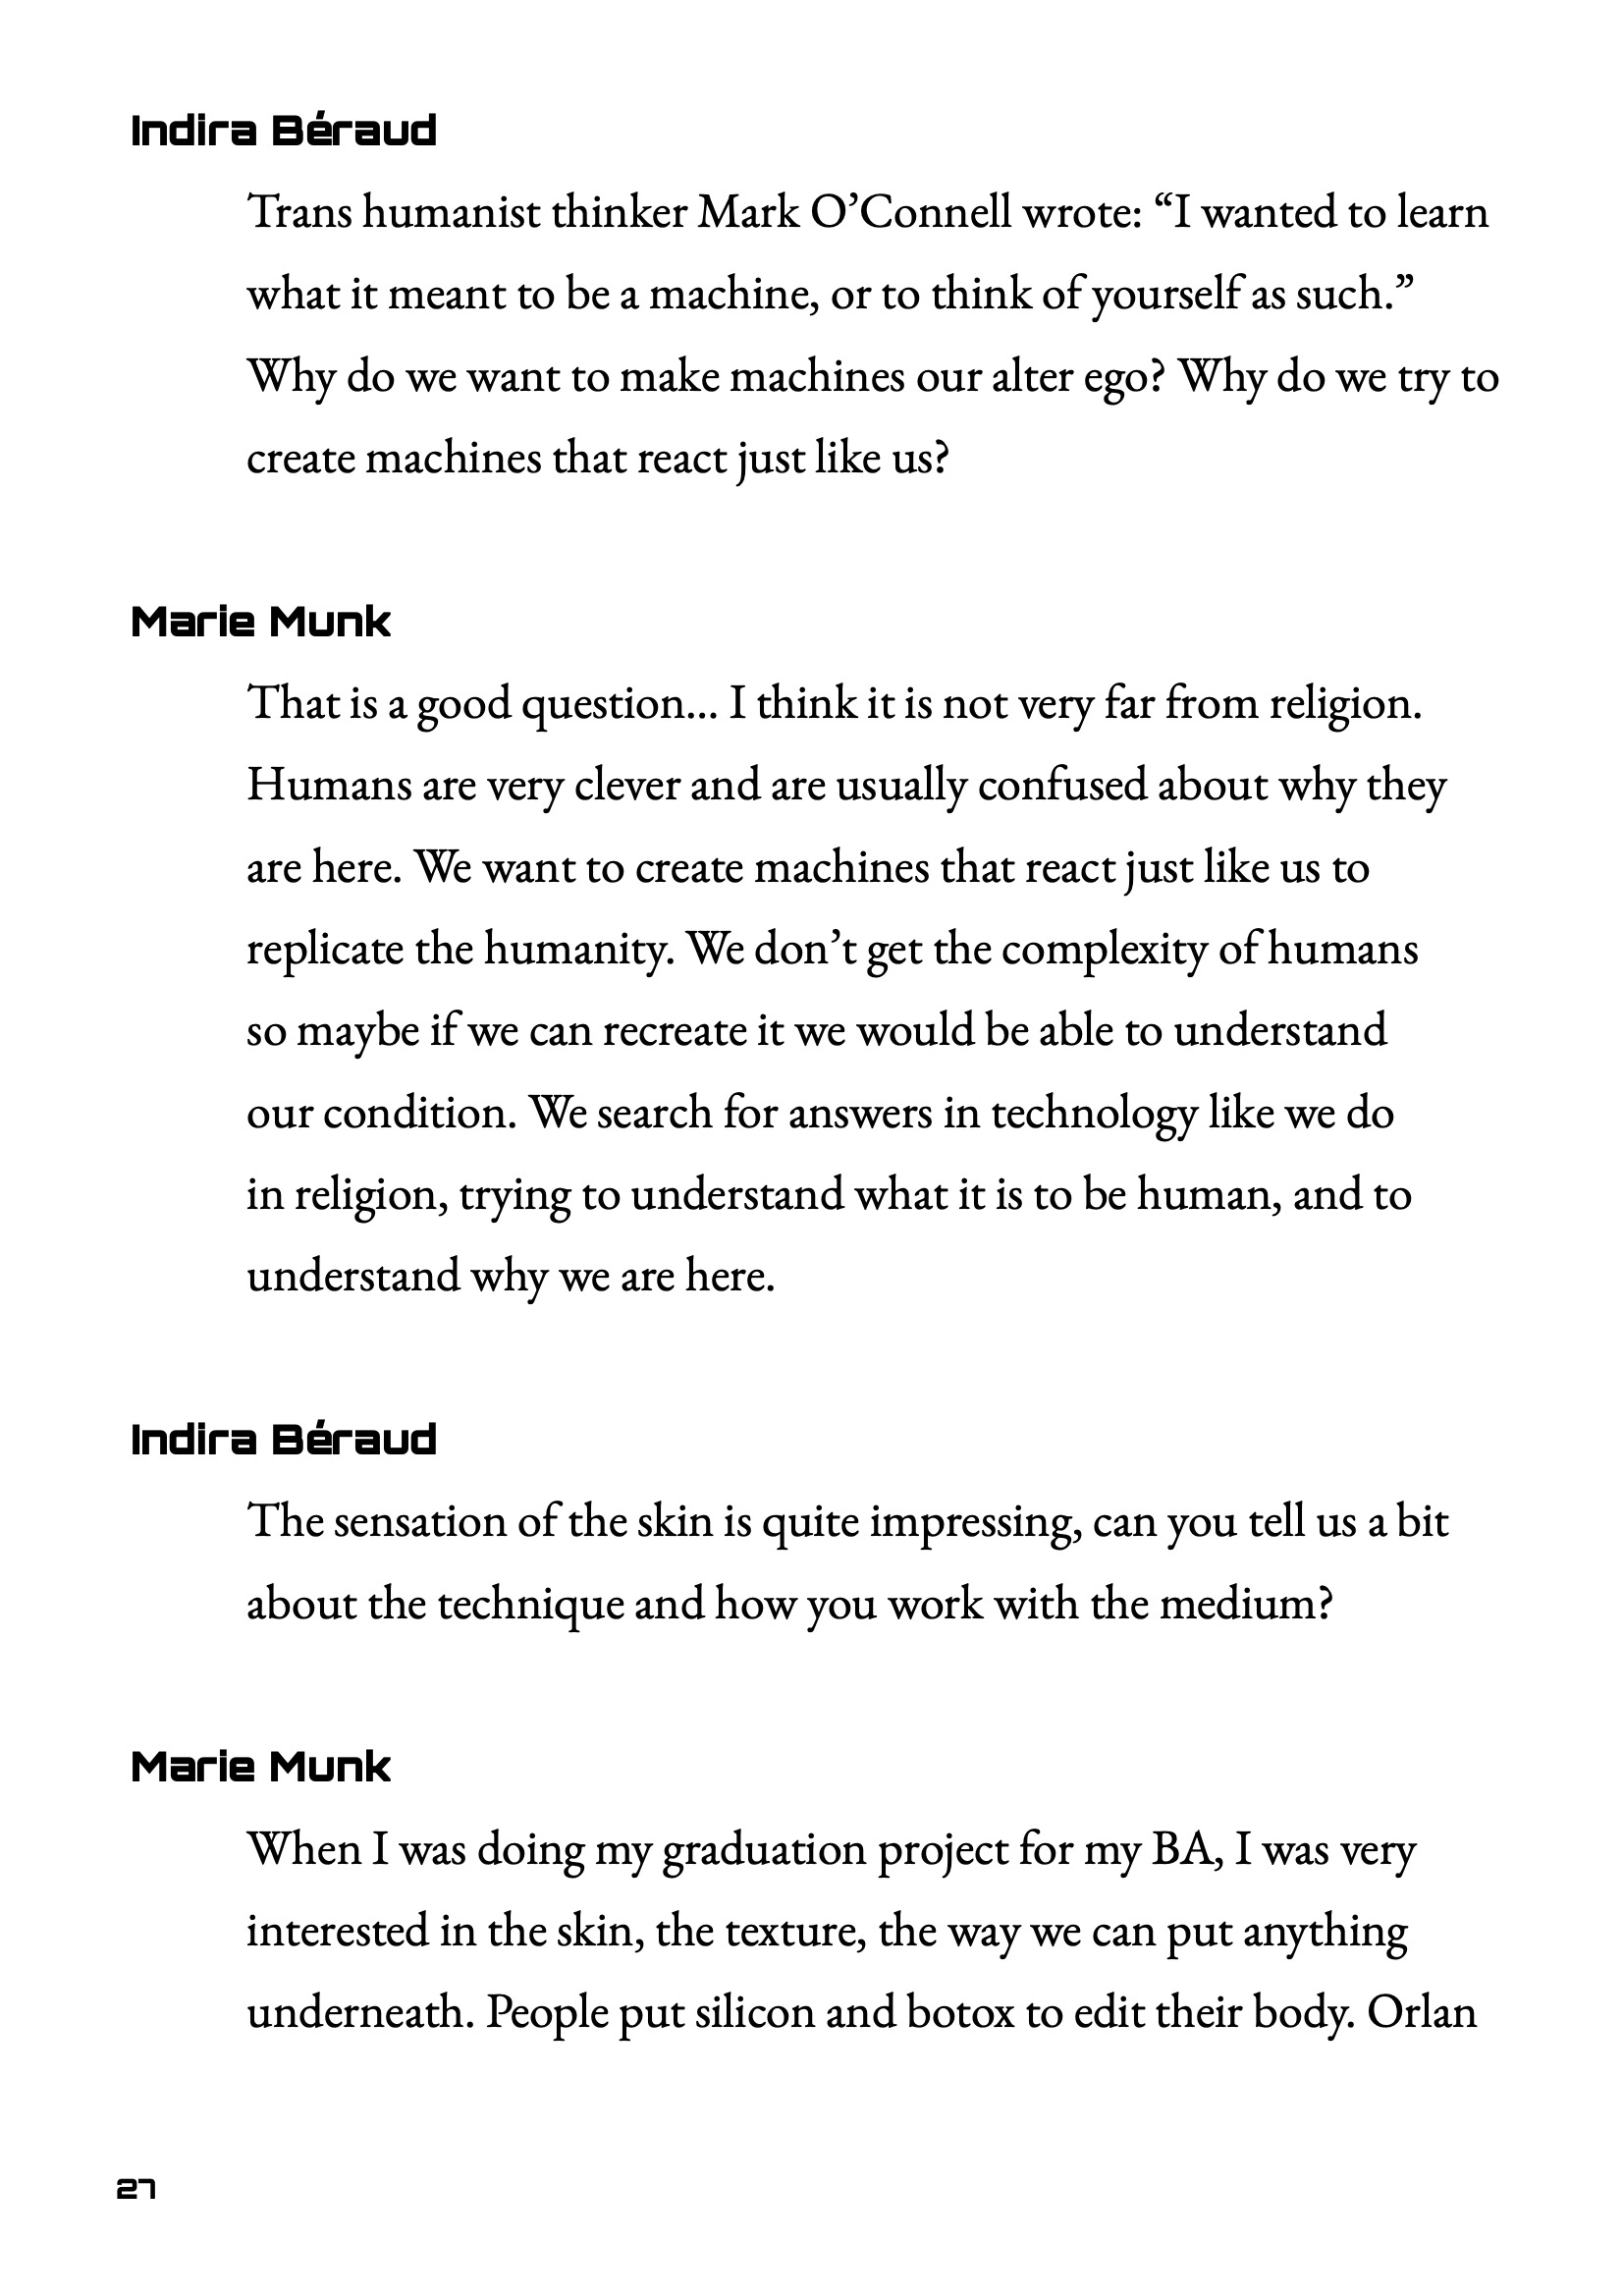 Indira Béraud
Trans humanist thinker Mark O’Connell wrote: “I wanted to learn
what it meant to be a machine, or to think of yourself as such.”
Why do we want to make machines our alter ego? Why do we try to
create machines that react just like us?
Marie Munk
That is a good question... I think it is not very far from religion.
Humans are very clever and are usually confused about why they
are here. We want to create machines that react just like us to
replicate the humanity. We don’t get the complexity of humans
so maybe if we can recreate it we would be able to understand
our condition. We search for answers in technology like we do
in religion, trying to understand what it is to be human, and to
understand why we are here.
Indira Béraud
The sensation of the skin is quite impressing, can you tell us a bit
about the technique and how you work with the medium?
Marie Munk
When I was doing my graduation project for my BA, I was very
interested in the skin, the texture, the way we can put anything
underneath. People put silicon and botox to edit their body. Orlan
27